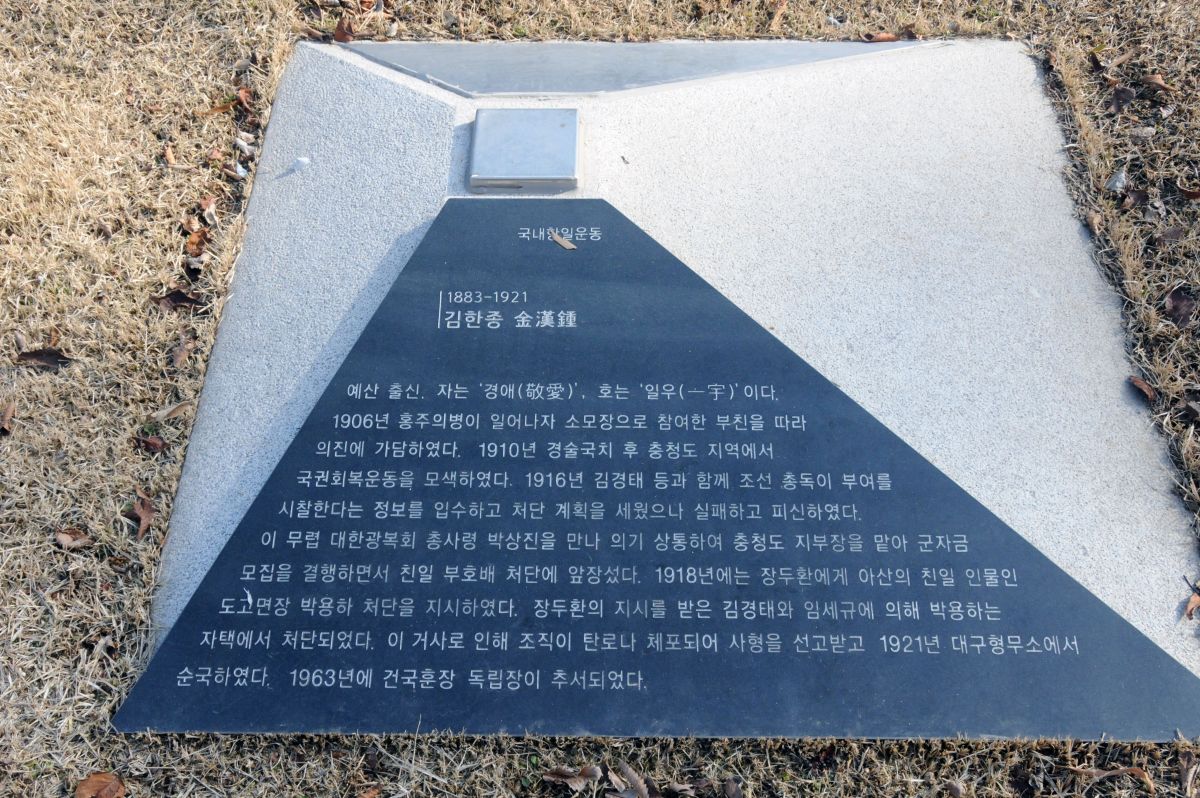 국내항일운동
1883-1921
김한종 金漢鍾
예산 출신. 자는 '경애(敬愛)', 호는 '일우(一宇)'이다.
1906년 홍주의병이 일어나자 소모장으로 참여한 부친을 따라
의진에 가담하였다. 1910년 경술국치 후 충청도 지역에서
국권회복운동을 모색하였다. 1916년 김경태 등과 함께 조선 총독이 부여를
시찰한다는 정보를 입수하고 처단 계획을 세웠으나 실패하고 피신하였다.
이 무렵 대한광복회 총사령 박상진을 만나 의기 상통하여 충청도 지부장을 맡아 군자금
모집을 결행하면서 친일 부호배 처단에 앞장섰다. 1918년에는 장두환에게 아산의 친일 인물인
도고면장 박용하 처단을 지시하였다. 장두환의 지시를 받은 김경태와 임세규에 의해 박용하는
자택에서 처단되었다. 이 거사로 인해 조직이 탄로나 체포되어 사형을 선고받고 1921년 대구형무소에서
순국하였다. 1963년에 건국훈장 독립장이 추서되었다.